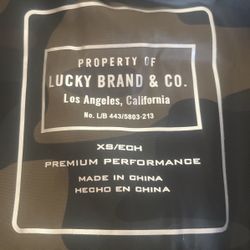 PROPERTY OF
LUCKY BRAND & CO.
Los Angeles, California
No. L/B 443/5803-213
XS/ECH
PREMIUM PERFORMANCE
MADE IN CHINA
HECHO EN CHINA